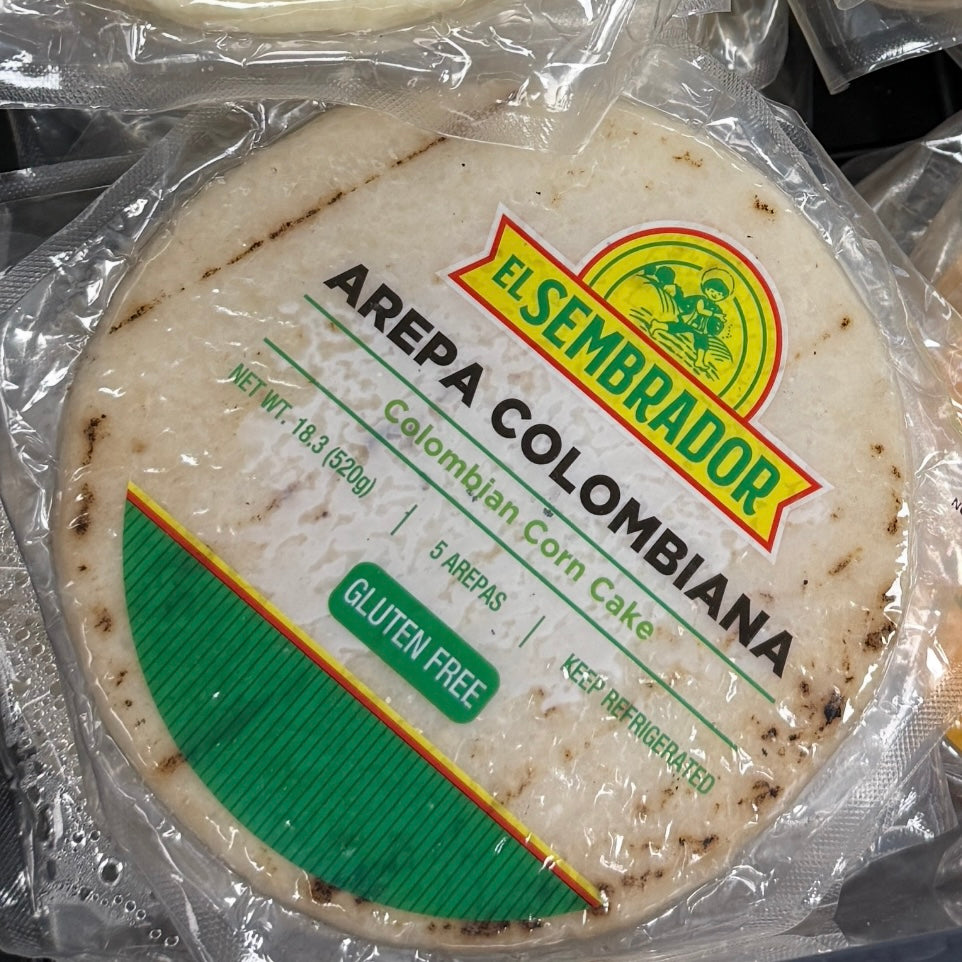 EL SEMBRADOR
AREPA COLOMBIANA
Colombian Corn Cake
NET WT. 18.3 (520g) | 5 AREPAS | KEEP REFRIGERATED
GLUTEN FREE